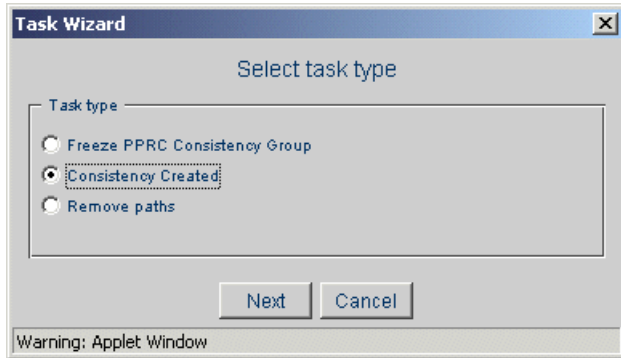 Task Wizard
Select task type
Task type
Freeze PPRC Consistency Group
Consistency Created
Remove paths
Next Cancel
Warning: Applet Window